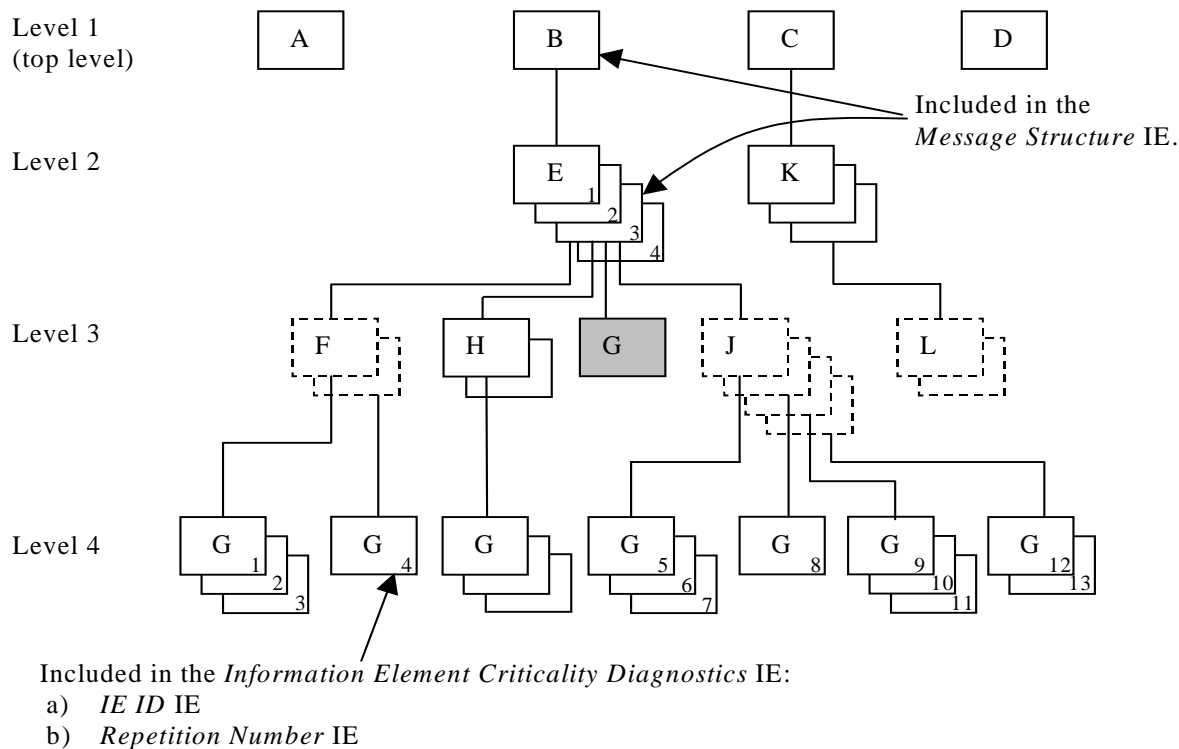 Level 1
(top level)
A
B
C
D
Included in the
Message Structure IE.
Level 2
E
1
2
3
4
K
Level 3
F
H
G
J
L
Level 4
G
1
2
3
G
4
G
G
5
6
7
G
8
G
9
10
11
G
12
13
Included in the Information Element Criticality Diagnostics IE:
a) IE ID IE
b) Repetition Number IE